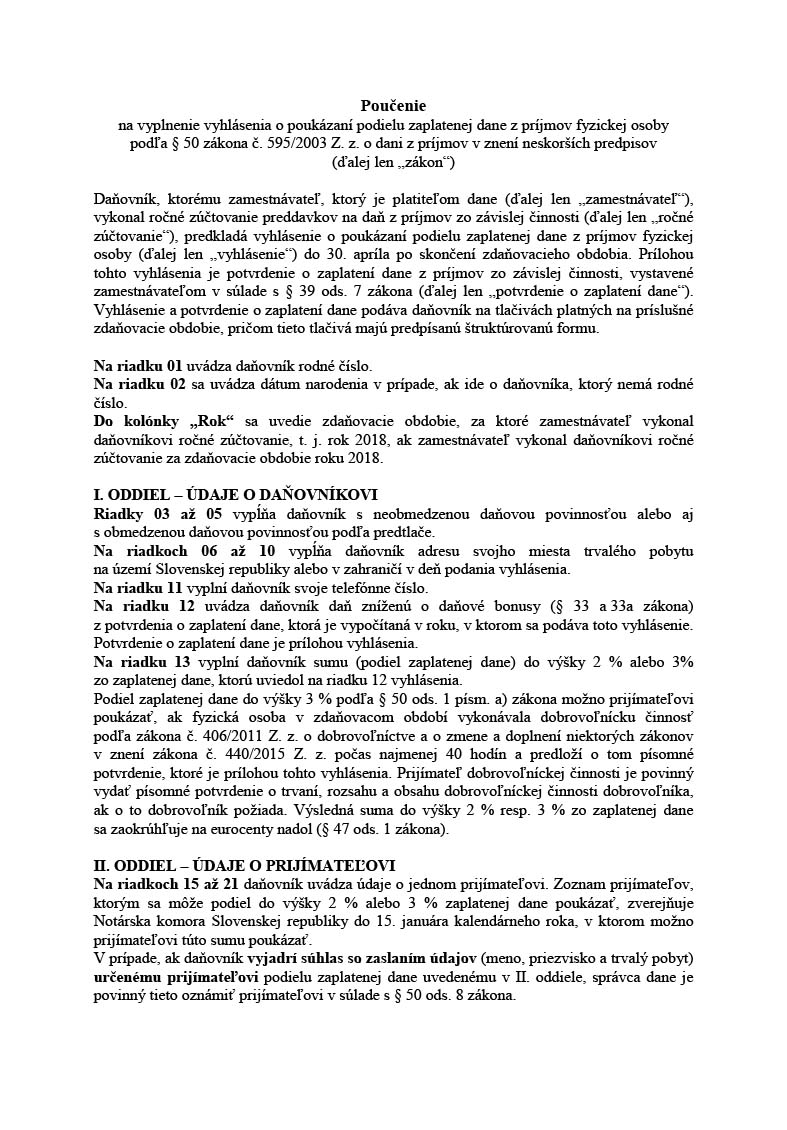 Poučenie
na vyplnenie vyhlásenia o poukázaní podielu zaplatenej dane z príjmov fyzickej osoby
podľa § 50 zákona č. 595/2003 Z. z. o dani z príjmov v znení neskorších predpisov
(ďalej len „zákon“)
Daňovník, ktorému zamestnávateľ, ktorý je platiteľom dane (ďalej len „zamestnávateľ“),
vykonal ročné zúčtovanie preddavkov na daň z príjmov zo závislej činnosti (ďalej len „ročné
zúčtovanie“), predkladá vyhlásenie o poukázaní podielu zaplatenej dane z príjmov fyzickej
osoby (ďalej len „vyhlásenie“) do 30. apríla po skončení zdaňovacieho obdobia. Prílohou
tohto vyhlásenia je potvrdenie o zaplatení dane z príjmov zo závislej činnosti, vystavené
zamestnávateľom v súlade s § 39 ods. 7 zákona (ďalej len „potvrdenie o zaplatení dane“).
Vyhlásenie a potvrdenie o zaplatení dane podáva daňovník na tlačivách platných na príslušné
zdaňovacie obdobie, pričom tieto tlačivá majú predpísanú štruktúrovanú formu.
Na riadku 01 uvádza daňovník rodné číslo.
Na riadku 02 sa uvádza dátum narodenia v prípade, ak ide o daňovníka, ktorý nemá rodné
číslo.
Do kolónky „Rok“ sa uvedie zdaňovacie obdobie, za ktoré zamestnávateľ vykonal
daňovníkovi ročné zúčtovanie, t. j. rok 2018, ak zamestnávateľ vykonal daňovníkovi ročné
zúčtovanie za zdaňovacie obdobie roku 2018.
I. ODDIEL – ÚDAJE O DAŇOVNÍKOVI
Riadky 03 až 05 vypĺňa daňovník s neobmedzenou daňovou povinnosťou alebo aj
s obmedzenou daňovou povinnosťou podľa predtlače.
Na riadkoch 06 až 10 vypĺňa daňovník adresu svojho miesta trvalého pobytu
na území Slovenskej republiky alebo v zahraničí v deň podania vyhlásenia.
Na riadku 11 vyplní daňovník svoje telefónne číslo.
Na riadku 12 uvádza daňovník daň zníženú o daňové bonusy (§ 33 a 33a zákona)
z potvrdenia o zaplatení dane, ktorá je vypočítaná v roku, v ktorom sa podáva toto vyhlásenie.
Potvrdenie o zaplatení dane je prílohou vyhlásenia.
Na riadku 13 vyplní daňovník sumu (podiel zaplatenej dane) do výšky 2 % alebo 3%
zo zaplatenej dane, ktorú uviedol na riadku 12 vyhlásenia.
Podiel zaplatenej dane do výšky 3 % podľa § 50 ods. 1 písm. a) zákona možno prijímateľovi
poukázať, ak fyzická osoba v zdaňovacom období vykonávala dobrovoľnícku činnosť
podľa zákona č. 406/2011 Z. z. o dobrovoľníctve a o zmene a doplnení niektorých zákonov
v znení zákona č. 440/2015 Z. z. počas najmenej 40 hodín a predloží o tom písomné
potvrdenie, ktoré je prílohou tohto vyhlásenia. Prijímateľ dobrovoľníckej činnosti je povinný
vydať písomné potvrdenie o trvaní, rozsahu a obsahu dobrovoľníckej činnosti dobrovoľníka,
ak o to dobrovoľník požiada. Výsledná suma do výšky 2 % resp. 3 % zo zaplatenej dane
sa zaokrúhľuje na eurocenty nadol (§ 47 ods. 1 zákona).
II. ODDIEL – ÚDAJE O PRIJÍMATEĽOVI
Na riadkoch 15 až 21 daňovník uvádza údaje o jednom prijímateľovi. Zoznam prijímateľov,
ktorým sa môže podiel do výšky 2 % alebo 3 % zaplatenej dane poukázať, zverejňuje
Notárska komora Slovenskej republiky do 15. januára kalendárneho roka, v ktorom možno
prijímateľovi túto sumu poukázať.
V prípade, ak daňovník vyjadrí súhlas so zaslaním údajov (meno, priezvisko a trvalý pobyt)
určenému prijímateľovi podielu zaplatenej dane uvedenému v II. oddiele, správca dane je
povinný tieto oznámiť prijímateľovi v súlade s § 50 ods. 8 zákona.